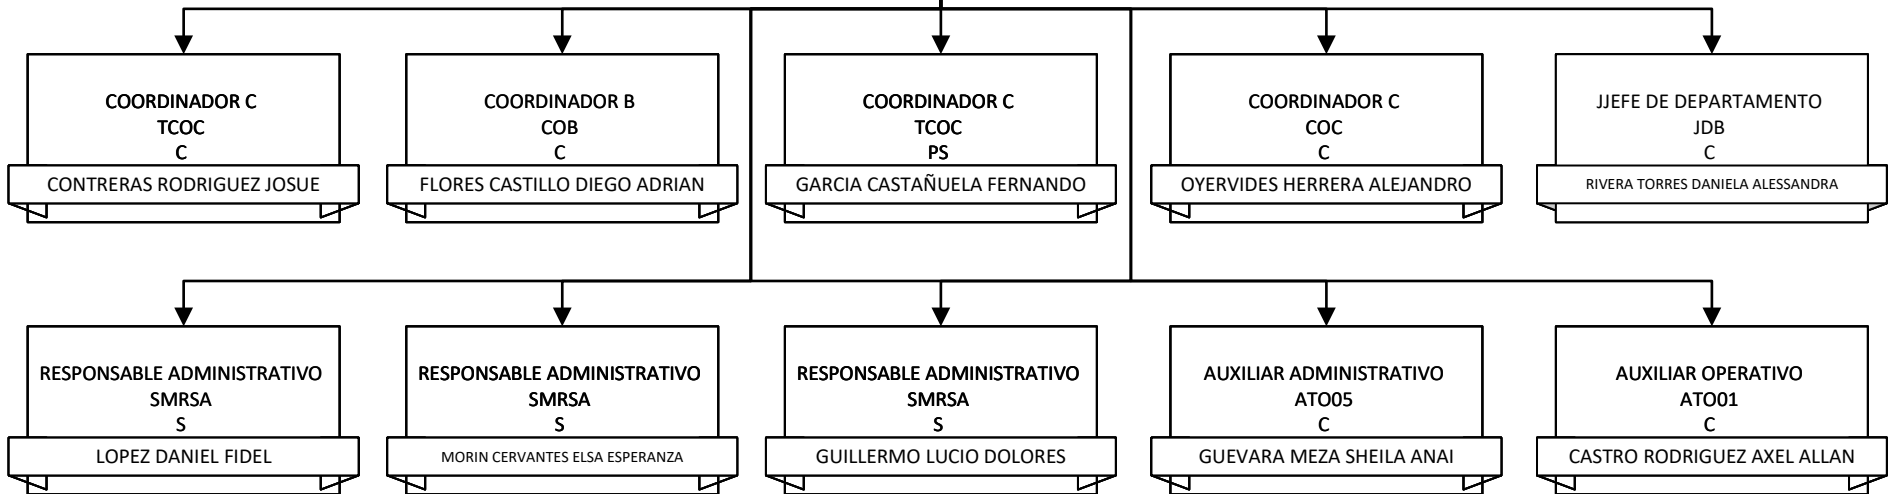 COORDINADOR C
TCOC
C
CONTRERAS RODRIGUEZ JOSUE
COORDINADOR B
COB
C
FLORES CASTILLO DIEGO ADRIAN
COORDINADOR C
TCOC
PS
GARCIA CASTAÑUELA FERNANDO
COORDINADOR C
COC
C
OYERVIDES HERRERA ALEJANDRO
JJEFE DE DEPARTAMENTO
JDB
C
RIVERA TORRES DANIELA ALESSANDRA
RESPONSABLE ADMINISTRATIVO
SMRSA
S
LOPEZ DANIEL FIDEL
RESPONSABLE ADMINISTRATIVO
SMRSA
S
MORIN CERVANTES ELSA ESPERANZA
RESPONSABLE ADMINISTRATIVO
SMRSA
S
GUILLERMO LUCIO DOLORES
AUXILIAR ADMINISTRATIVO
ATO05
C
GUEVARA MEZA SHEILA ANAI
AUXILIAR OPERATIVO
ATO01
C
CASTRO RODRIGUEZ AXEL ALLAN